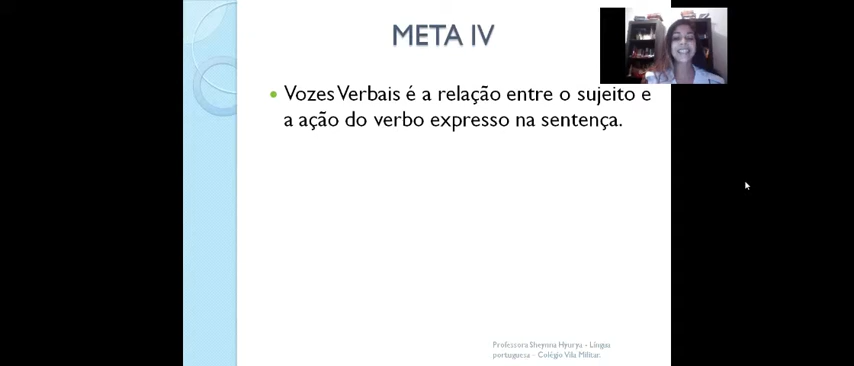 META IV
Vozes Verbais é a relação entre o sujeito e
a ação do verbo expresso na sentença.
Professora Sheynna Hyurya - Língua
portuguesa – Colégio Vila Militar.